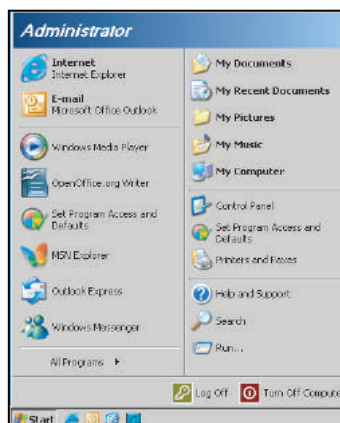 Administrator
Internet
Internet Explorer
E-mail
Microsoft Office Outlook
Windows Media Player
OpenOffice.org Writer
Set Program Access and
Defaults
MSN Explorer
Outlook Express
Windows Messenger
All Programs
My Documents
My Recent Documents
My Pictures
My Music
My Computer
Control Panel
Set Program Access and
Defaults
Printers and Faxes
Help and Support
Search
Run...
Log Off
Turn Off Compute
Start